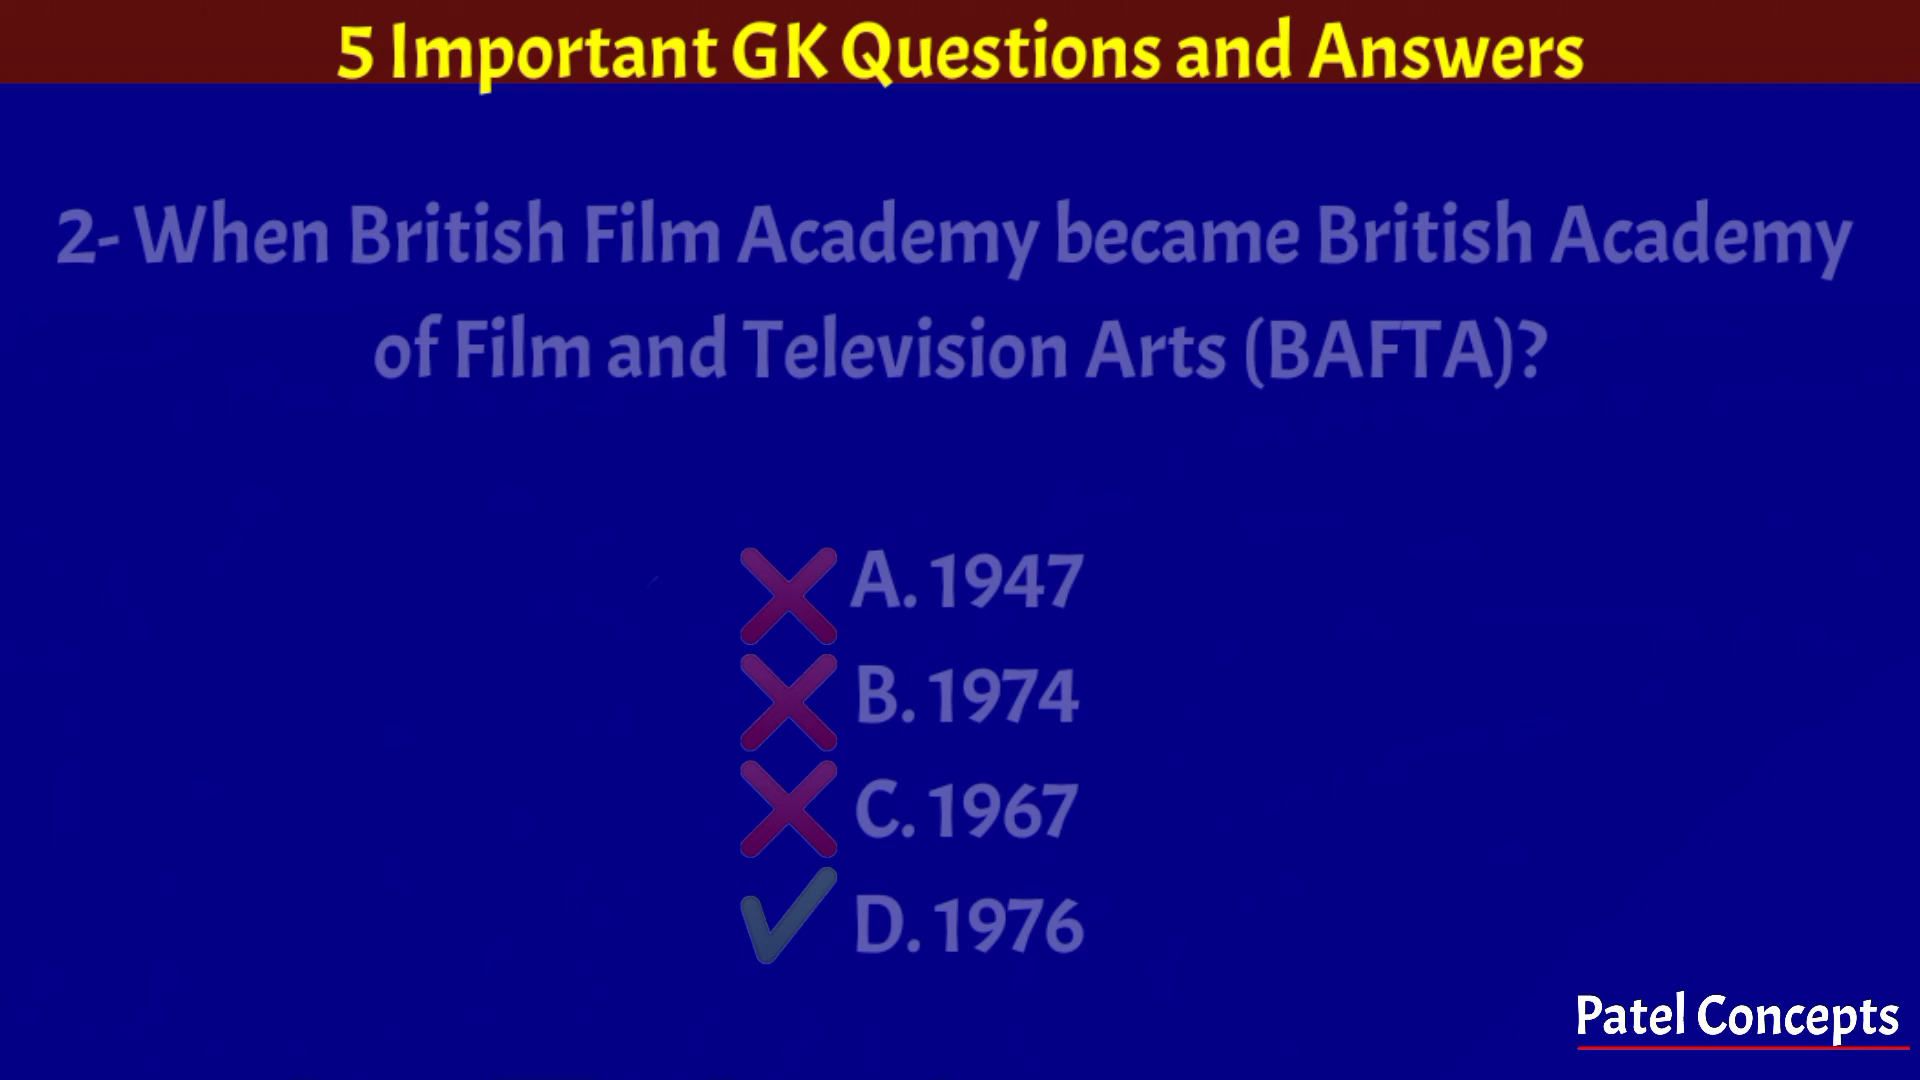 5 Important GK Questions and Answers
2- When British Film Academy became British Academy
of Film and Television Arts (BAFTA)?
A. 1947
B. 1974
C. 1967
D. 1976
Patel Concepts